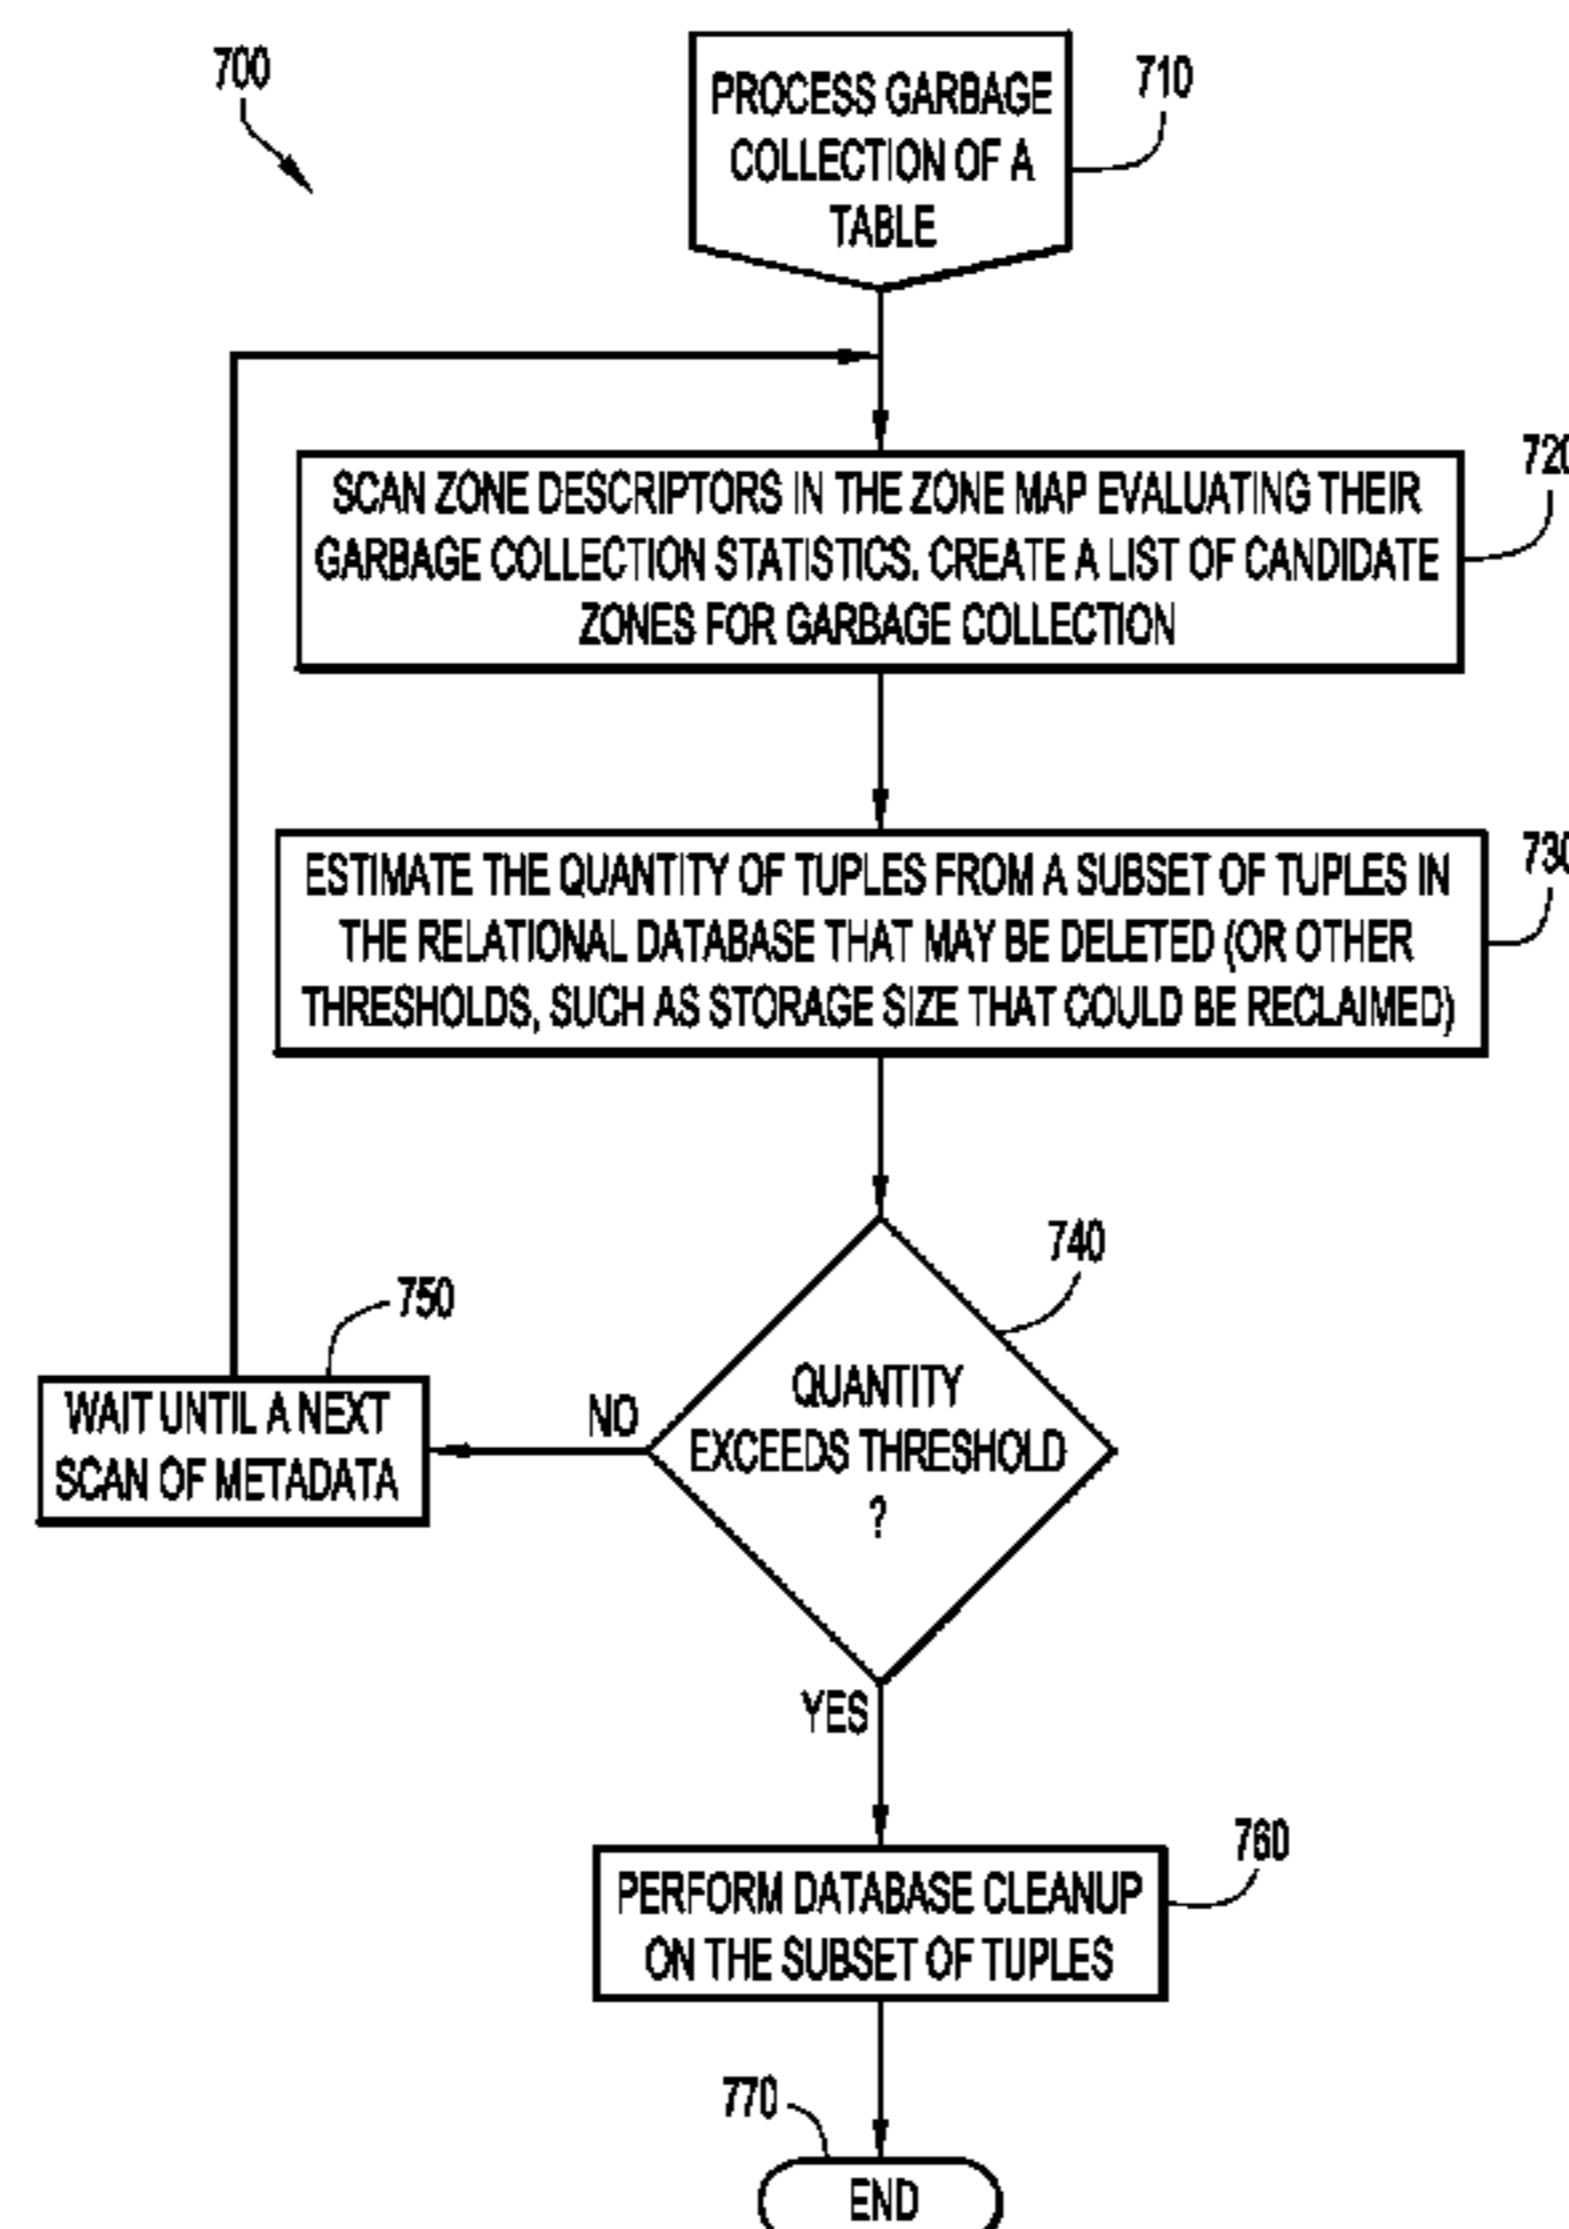 700
PROCESS GARBAGE
COLLECTION OF A
TABLE
710
SCAN ZONE DESCRIPTORS IN THE ZONE MAP EVALUATING THEIR
GARBAGE COLLECTION STATISTICS. CREATE A LIST OF CANDIDATE
ZONES FOR GARBAGE COLLECTION
720
ESTIMATE THE QUANTITY OF TUPLES FROM A SUBSET OF TUPLES IN
THE RELATIONAL DATABASE THAT MAY BE DELETED (OR OTHER
THRESHOLDS, SUCH AS STORAGE SIZE THAT COULD BE RECLAIMED)
730
740
QUANTITY
EXCEEDS THRESHOLD
?
NO
750
WAIT UNTIL A NEXT
SCAN OF METADATA
YES
760
PERFORM DATABASE CLEANUP
ON THE SUBSET OF TUPLES
770
END